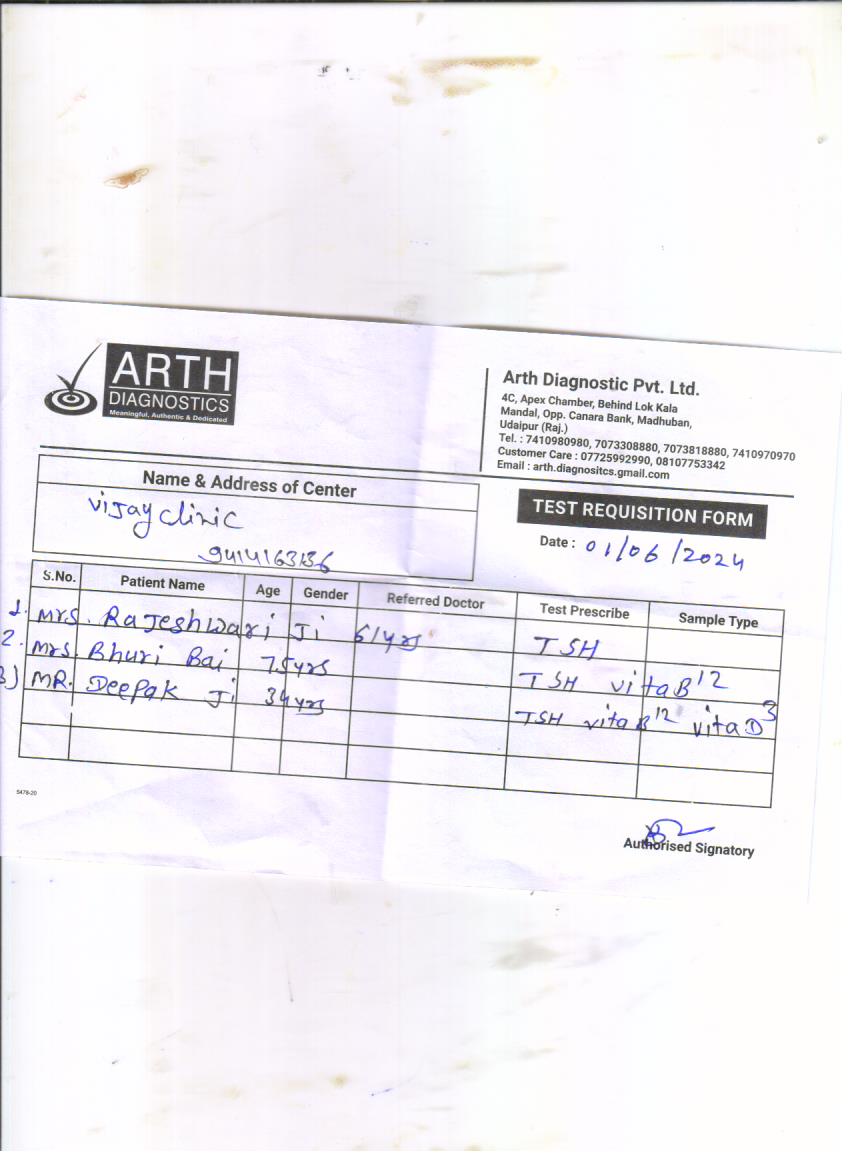 ARTH
DIAGNOSTICS
Meaningful, Authentic & Dedicated
Arth Diagnostic Pvt. Ltd.
4C, Apex Chamber, Behind Lok Kala
Mandal, Opp. Canara Bank, Madhuban,
Udaipur (Raj.)
Tel. : 7410980980, 7073308880, 7073818880, 7410970970
Customer Care : 07725992990, 08107753342
Email : arth.diagnositcs.gmail.com
Name & Address of Center
Vijay clinic
9414163136
TEST REQUISITION FORM
Date : 01/06/2024
S.No. Patient Name Age Gender Referred Doctor Test Prescribe Sample Type
1. Mrs. Rajeshwari Ji 61yrs TSH
2. Mrs. Bhuri Bai 75yrs TSH vitaB12
3) MR. Deepak Ji 34yrs TSH vitaB12 vitaD3
5478-20
Authorised Signatory